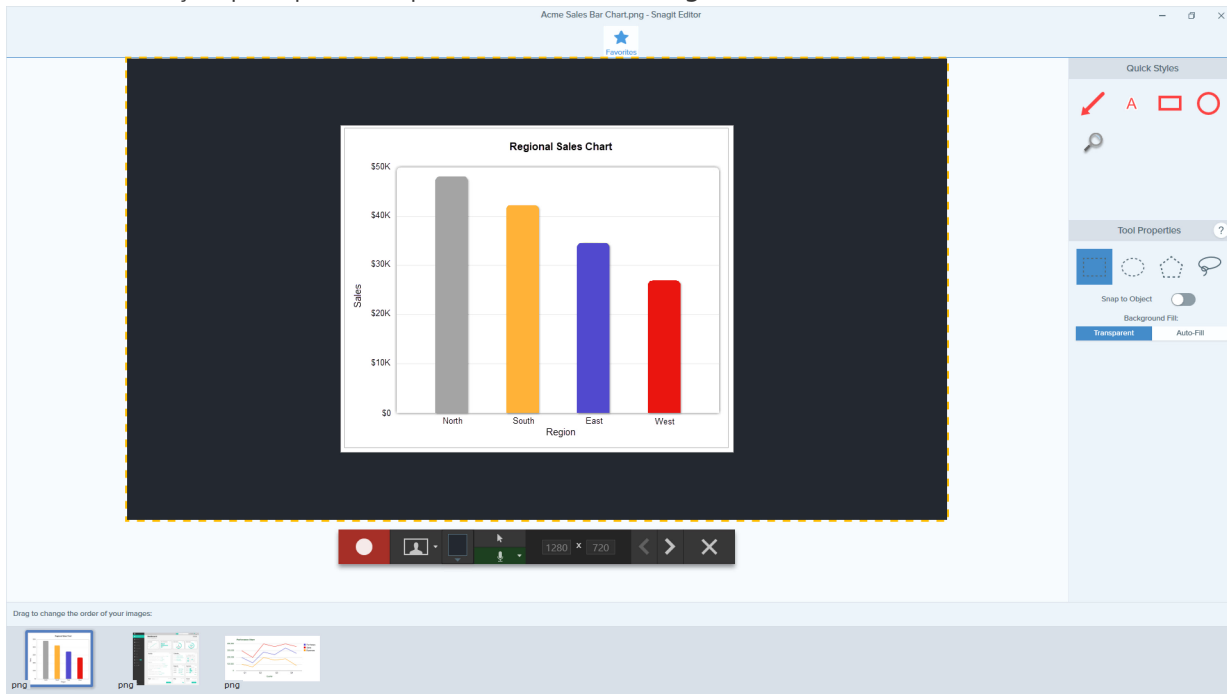 Acme Sales Bar Chart.png - Snagit Editor
Favorites
Quick Styles
A
Tool Properties
?
Snap to Object
Background Fill:
Transparent
Auto-Fill
Regional Sales Chart
$50K
$40K
$30K
$20K
$10K
$0
Sales
North South East West
Region
1280 x 720
Drag to change the order of your images:
png
png
png